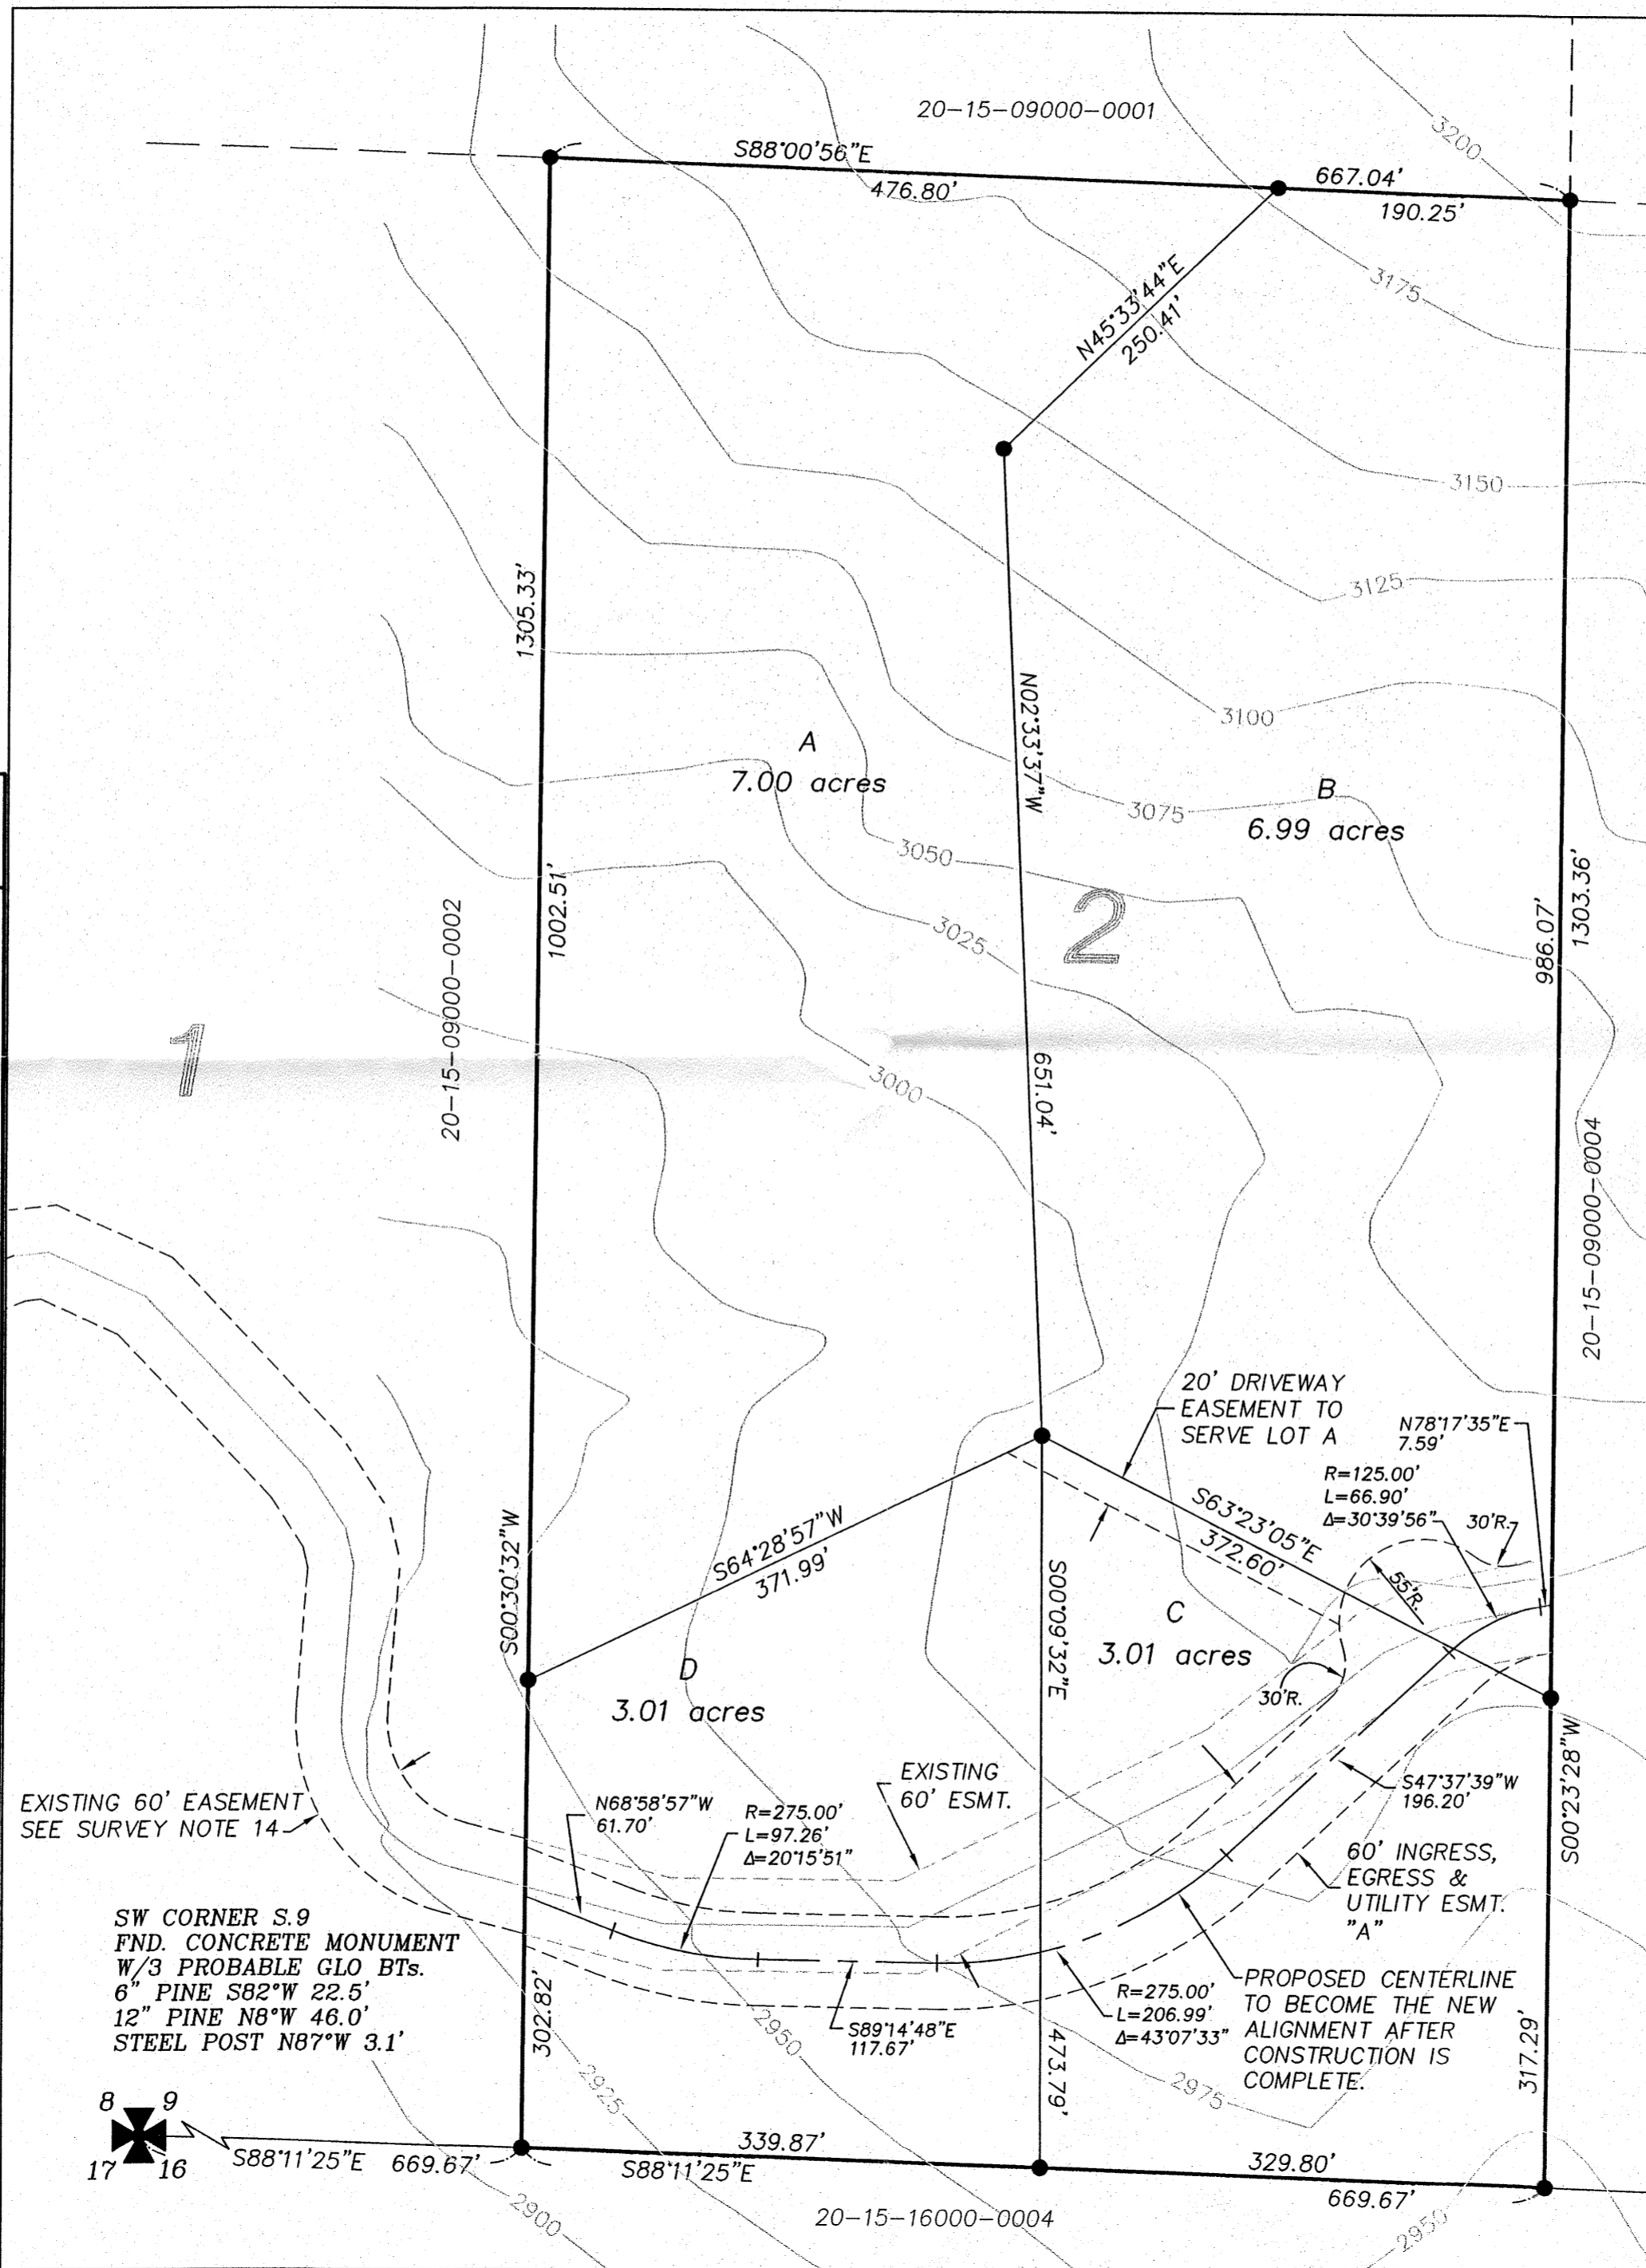 20-15-09000-0001
3200
S88°00'56"E
476.80'
667.04'
190.25'
3175
N45°33'44"E
250.41'
3150
3125
1305.33'
N02°33'37"W
3100
A
7.00 acres
B
6.99 acres
3075
3050
2
1002.51'
3025
986.07'
1303.36'
20-15-09000-0002
1
651.04'
3000
20-15-09000-0004
20' DRIVEWAY
EASEMENT TO
SERVE LOT A
N78°17'35"E
7.59'
R=125.00'
L=66.90'
Δ=30°39'56"
30'R.
S63°23'05"E
372.60'
55'R.
S00°30'32"W
S64°28'57"W
371.99'
S00°09'32"E
C
3.01 acres
D
3.01 acres
30'R.
S00°23'28"W
EXISTING
60' ESMT.
S47°37'39"W
196.20'
EXISTING 60' EASEMENT
SEE SURVEY NOTE 14
N68°58'57"W
61.70'
R=275.00'
L=97.26'
Δ=20°15'51"
60' INGRESS,
EGRESS &
UTILITY ESMT.
"A"
SW CORNER S.9
FND. CONCRETE MONUMENT
W/3 PROBABLE GLO BTs.
6" PINE S82°W 22.5'
12" PINE N8°W 46.0'
STEEL POST N87°W 3.1'
302.82'
2950
S89°14'48"E
117.67'
R=275.00'
L=206.99'
Δ=43°07'33"
PROPOSED CENTERLINE
TO BECOME THE NEW
ALIGNMENT AFTER
CONSTRUCTION IS
COMPLETE.
473.79'
317.29'
2925
2975
8 9
17 16
S88°11'25"E 669.67'
339.87'
S88°11'25"E
329.80'
669.67'
2900
20-15-16000-0004
2950